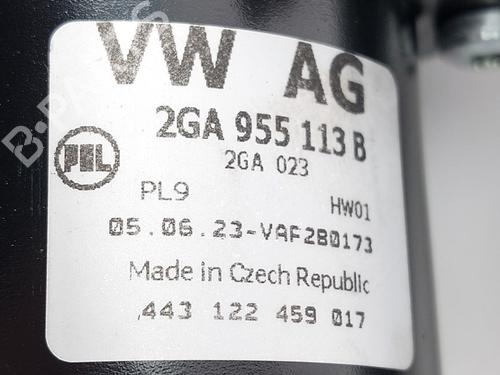 VW AG
2GA 955 113 B
2GA 023
PEL
PL9
HW01
05.06.23-VAF2B0173
Made in Czech Republic
443 122 459 017